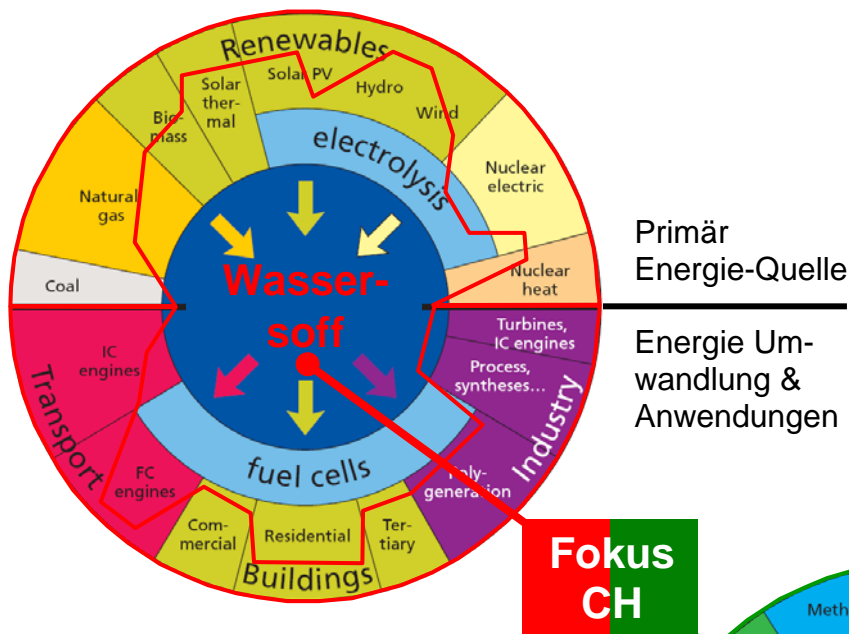 Renewables
Solar PV
Hydro
Wind
Solar
ther-
mal
Bio-
mass
electrolysis
Nuclear
electric
Natural
gas
Coal
Nuclear
heat
Primär
Energie-Quelle
Wasser-
soff
Energie Um-
wandlung &
Anwendungen
IC
engines
Turbines,
IC engines
Process,
syntheses...
Transport
Industry
fuel cells
FC
engines
Poly-
generation
Com-
mercial
Residential
Ter-
tiary
Buildings
Fokus
CH
Meth